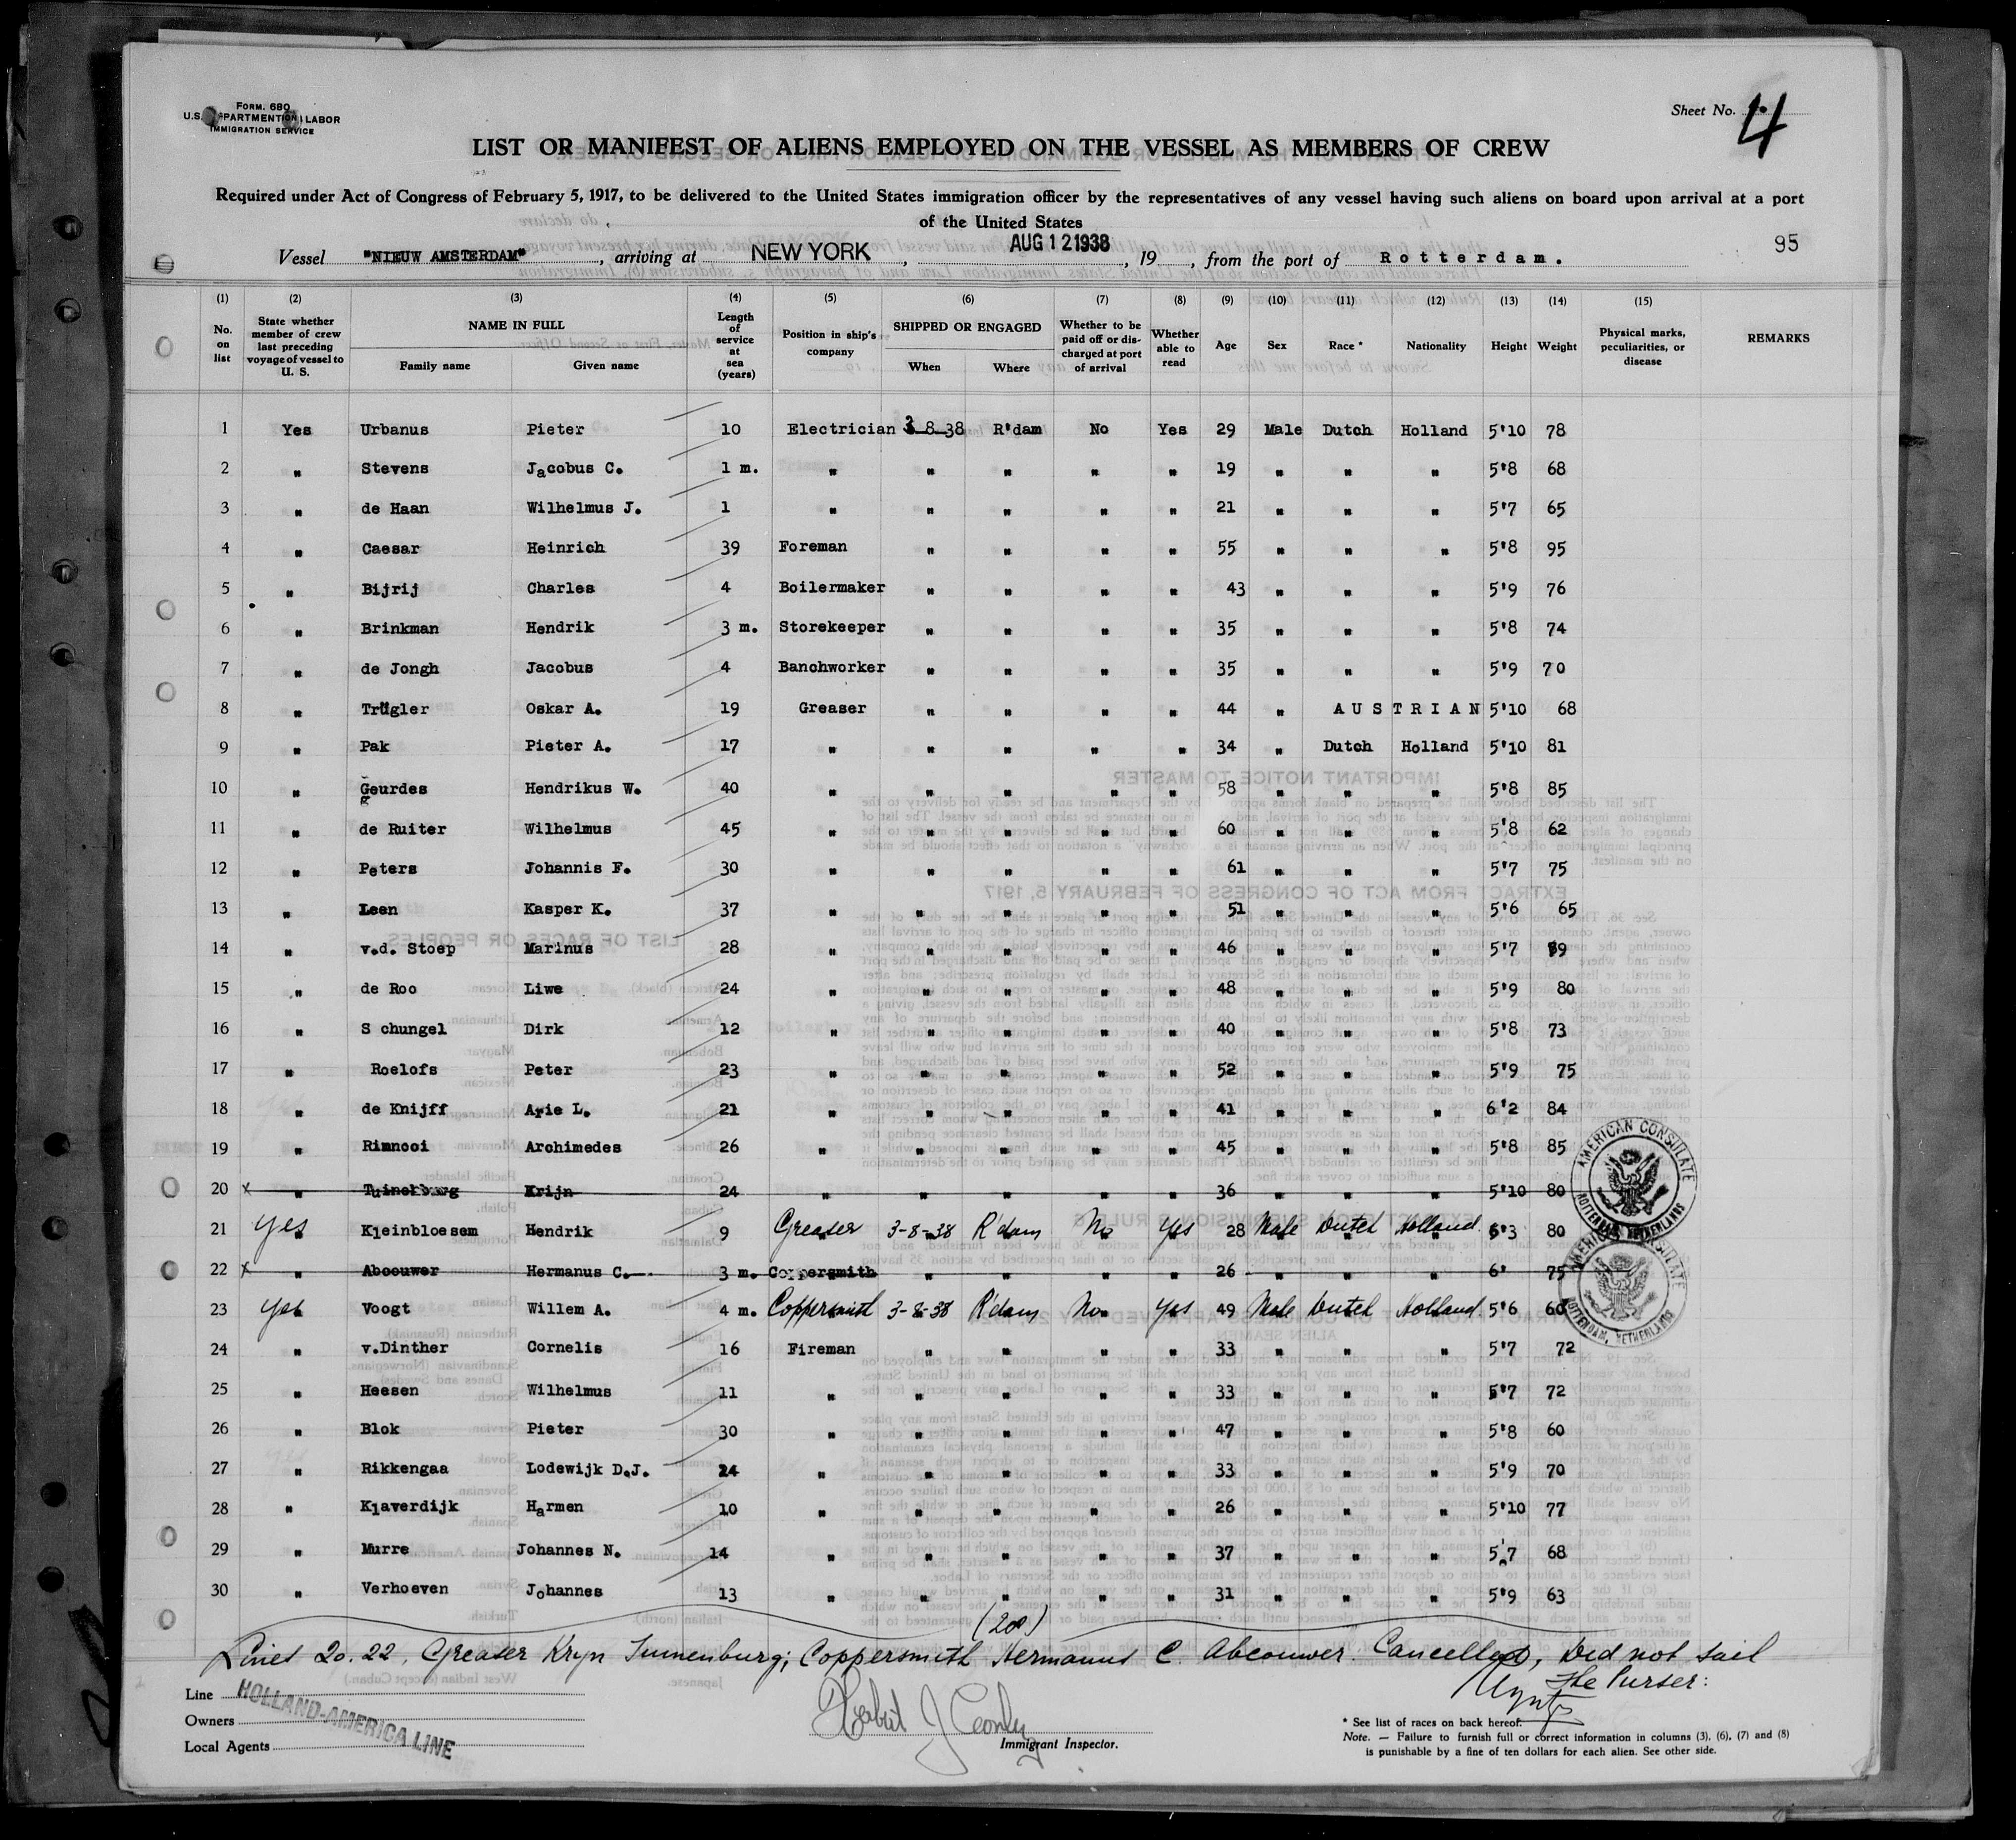 Form. 680
U.S. DEPARTMENT OF LABOR
IMMIGRATION SERVICE
Sheet No. 4
LIST OR MANIFEST OF ALIENS EMPLOYED ON THE VESSEL AS MEMBERS OF CREW
Required under Act of Congress of February 5, 1917, to be delivered to the United States immigration officer by the representatives of any vessel having such aliens on board upon arrival at a port
of the United States
95
Vessel "NIEUW AMSTERDAM", arriving at NEW YORK, AUG 12 1938, 19, from the port of Rotterdam.
(1) (2) (3) (4) (5) (6) (7) (8) (9) (10) (11) (12) (13) (14) (15)
No. on list | State whether member of crew last preceding voyage of vessel to U. S. | NAME IN FULL Family name Given name | Length of service at sea (years) | Position in ship's company | SHIPPED OR ENGAGED When Where | Whether to be paid off or discharged at port of arrival | Whether able to read | Age | Sex | Race * | Nationality | Height | Weight | Physical marks, peculiarities, or disease | REMARKS
1 Yes Urbanus Pieter 10 Electrician 3-8-38 R'dam No Yes 29 Male Dutch Holland 5'10 78
2 " Stevens Jacobus C. 1 m. " " " " " 19 " " " 5'8 68
3 " de Haan Wilhelmus J. 1 " " " " " 21 " " " 5'7 65
4 " Caesar Heinrich 39 Foreman " " " " 55 " " " 5'8 95
5 " Bijrij Charles 4 Boilermaker " " " " 43 " " " 5'9 76
6 " Brinkman Hendrik 3 m. Storekeeper " " " " 35 " " " 5'8 74
7 " de Jongh Jacobus 4 Banchworker " " " " 35 " " " 5'9 70
8 " Trügler Oskar A. 19 Greaser " " " " 44 " AUSTRIAN 5'10 68
9 " Pak Pieter A. 17 " " " " " 34 " Dutch Holland 5'10 81
10 " Geurdes Hendrikus W. 40 " " " " " 58 " " " 5'8 85
11 " de Ruiter Wilhelmus 45 " " " " " 60 " " " 5'8 62
12 " Peters Johannis F. 30 " " " " " 61 " " " 5'7 75
13 " Leen Kasper K. 37 " " " " " 51 " " " 5'6 65
14 " v.d. Stoep Marinus 28 " " " " " 46 " " " 5'7
15 " de Roo Liwe 24 " " " " " 48 " " " 5'9 80
16 " S chungel Dirk 12 " " " " " 40 " " " 5'8 73
17 " Roelofs Peter 23 " " " " " 52 " " " 5'9 75
18 " de Knijff Arie L. 21 " " " " " 41 " " " 6'2 84
19 " Rimnooi Archimedes 26 " " " " " 45 " " " 5'8 85
20 x " Krijn 24 " " " " " 36 " " " 5'10 80
21 Yes Kleinbloesem Hendrik 9 Greaser 3-8-38 R'dam No Yes 28 Male Dutch Holland 6'3 80
22 x " Abcouwer Hermanus C. 3 m. Coppersmith " " " " 26 " " " 6' 75
23 yes Voogt Willem A. 4 m. Coppersmith 3-8-38 R'dam No Yes 49 Male Dutch Holland 5'6 60
24 " v.Dinther Cornelis 16 Fireman " " " " 33 " " " 5'7 72
25 " Heesen Wilhelmus 11 " " " " " 33 " " " 5'7 72
26 " Blok Pieter 30 " " " " " 47 " " " 5'8 60
27 " Rikkengaa Lodewijk D.J. 24 " " " " " 33 " " " 5'9 70
28 " Klaverdijk Harmen 10 " " " " " 26 " " " 5'10 77
29 " Murre Johannes N. 14 " " " " " 37 " " " 5'7 68
30 " Verhoeven Johannes 13 " " " " " 31 " " " 5'9 63
AMERICAN CONSULATE ROTTERDAM, NETHERLANDS
AMERICAN CONSULATE ROTTERDAM, NETHERLANDS
(28)
Lines 20. 22. Greaser Kryn Tuinenburg; Coppersmith Hermanus C. Abcouwer. Cancelled, Did not sail
The Purser:
Line HOLLAND-AMERICA LINE
Owners
Local Agents
Immigrant Inspector.
* See list of races on back hereof.
Note. — Failure to furnish full or correct information in columns (3), (6), (7) and (8)
is punishable by a fine of ten dollars for each alien. See other side.